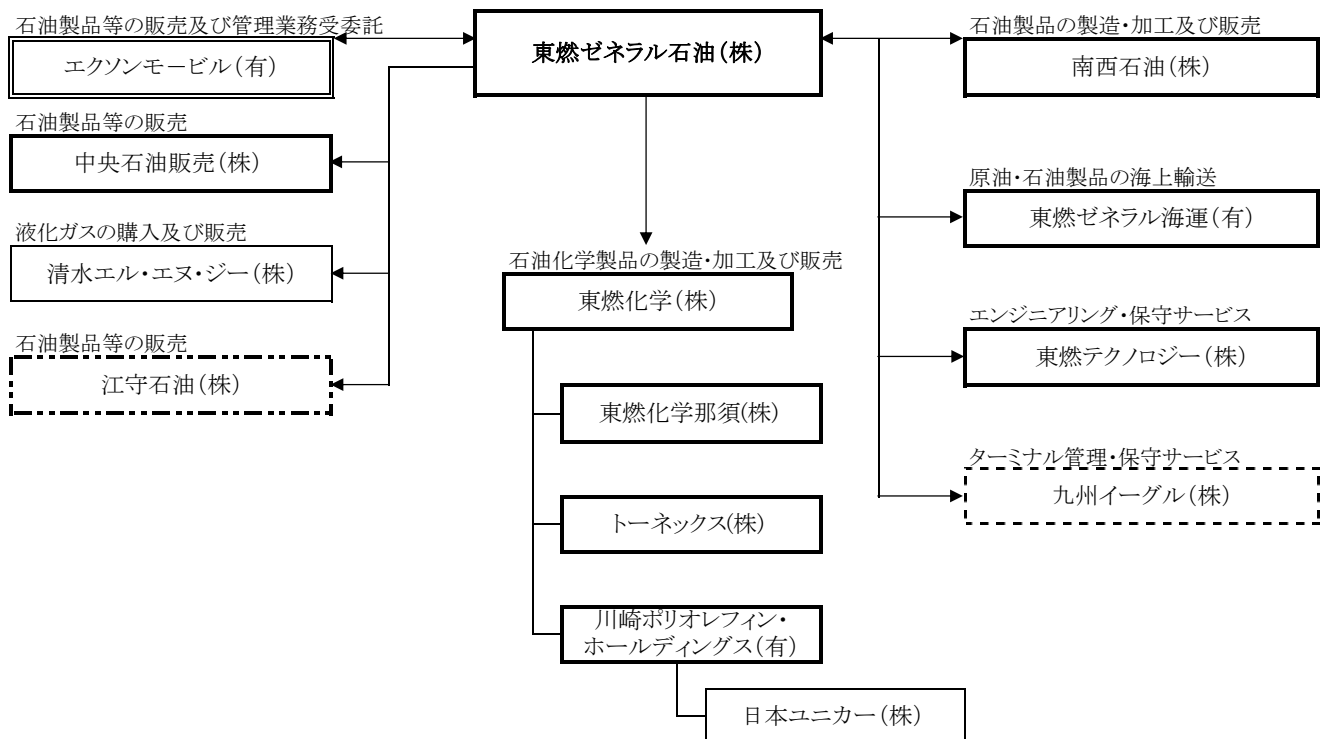 石油製品等の販売及び管理業務受委託
エクソンモービル(有)
石油製品等の販売
中央石油販売(株)
液化ガスの購入及び販売
清水エル・エヌ・ジー(株)
石油製品等の販売
江守石油(株)
東燃ゼネラル石油(株)
石油化学製品の製造・加工及び販売
東燃化学(株)
東燃化学那須(株)
トーネックス(株)
川崎ポリオレフィン・
ホールディングス(有)
日本ユニカー(株)
石油製品の製造・加工及び販売
南西石油(株)
原油・石油製品の海上輸送
東燃ゼネラル海運(有)
エンジニアリング・保守サービス
東燃テクノロジー(株)
ターミナル管理・保守サービス
九州イーグル(株)